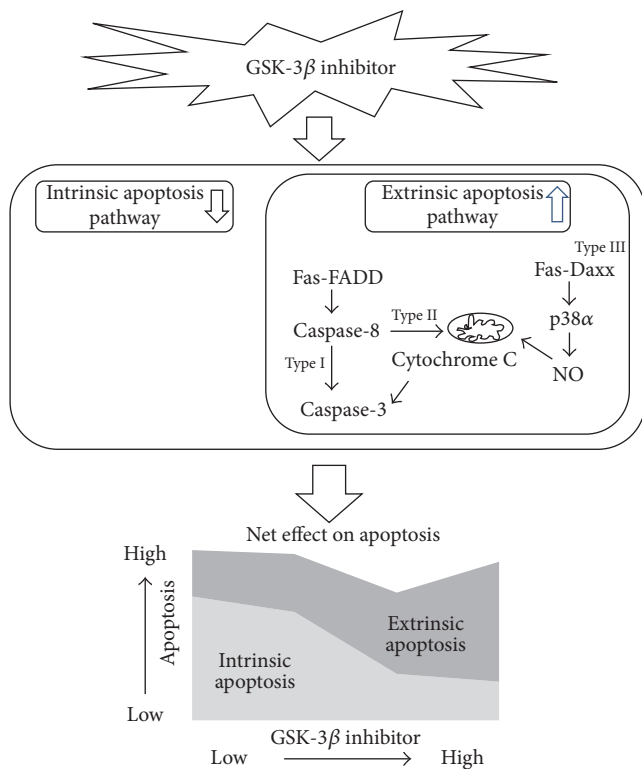 GSK-3β inhibitor
Intrinsic apoptosis
pathway
Extrinsic apoptosis
pathway
Type III
Fas-FADD
Fas-Daxx
Caspase-8
Type II
p38α
Type I
Cytochrome C
NO
Caspase-3
Net effect on apoptosis
High
Apoptosis
Extrinsic
apoptosis
Intrinsic
apoptosis
Low
GSK-3β inhibitor
Low
High